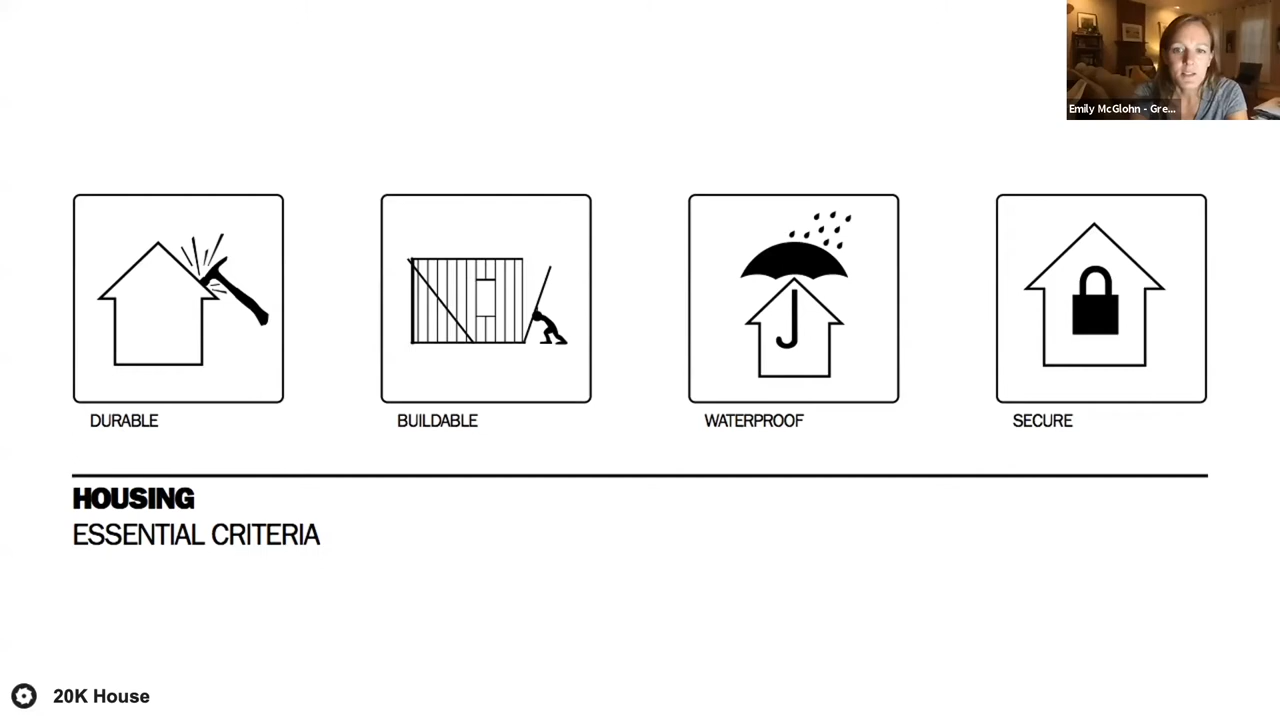 Emily McGlohn - Gre...
DURABLE
BUILDABLE
WATERPROOF
SECURE
HOUSING
ESSENTIAL CRITERIA
20K House